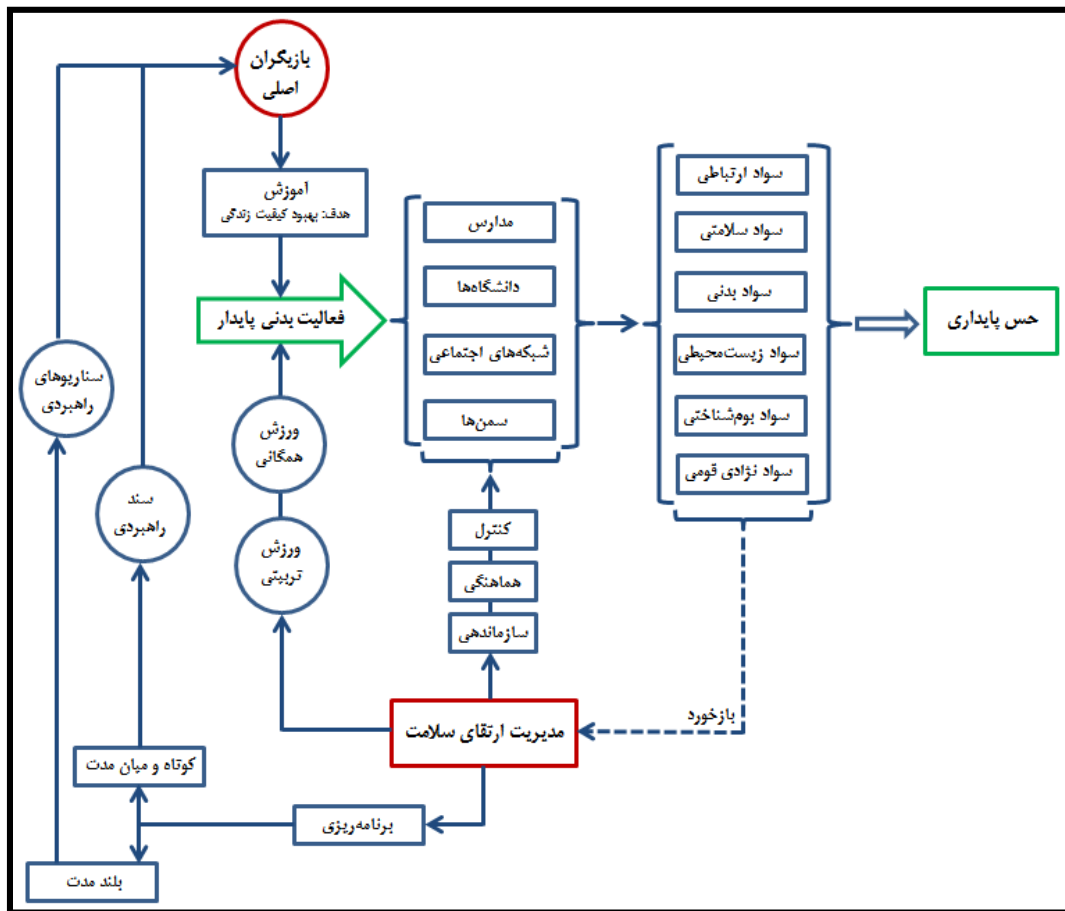 بازیگران
اصلی
آموزش
هدف: بهبود کیفیت زندگی
فعالیت بدنی پایدار
مدارس
دانشگاه‌ها
شبکه‌های اجتماعی
سمن‌ها
سواد ارتباطی
سواد سلامتی
سواد بدنی
سواد زیست‌محیطی
سواد بوم‌شناختی
سواد نژادی قومی
حس پایداری
سناریوهای
راهبردی
سند
راهبردی
ورزش
همگانی
ورزش
تربیتی
کنترل
هماهنگی
سازماندهی
مدیریت ارتقای سلامت
بازخورد
کوتاه و میان مدت
برنامه‌ریزی
بلند مدت